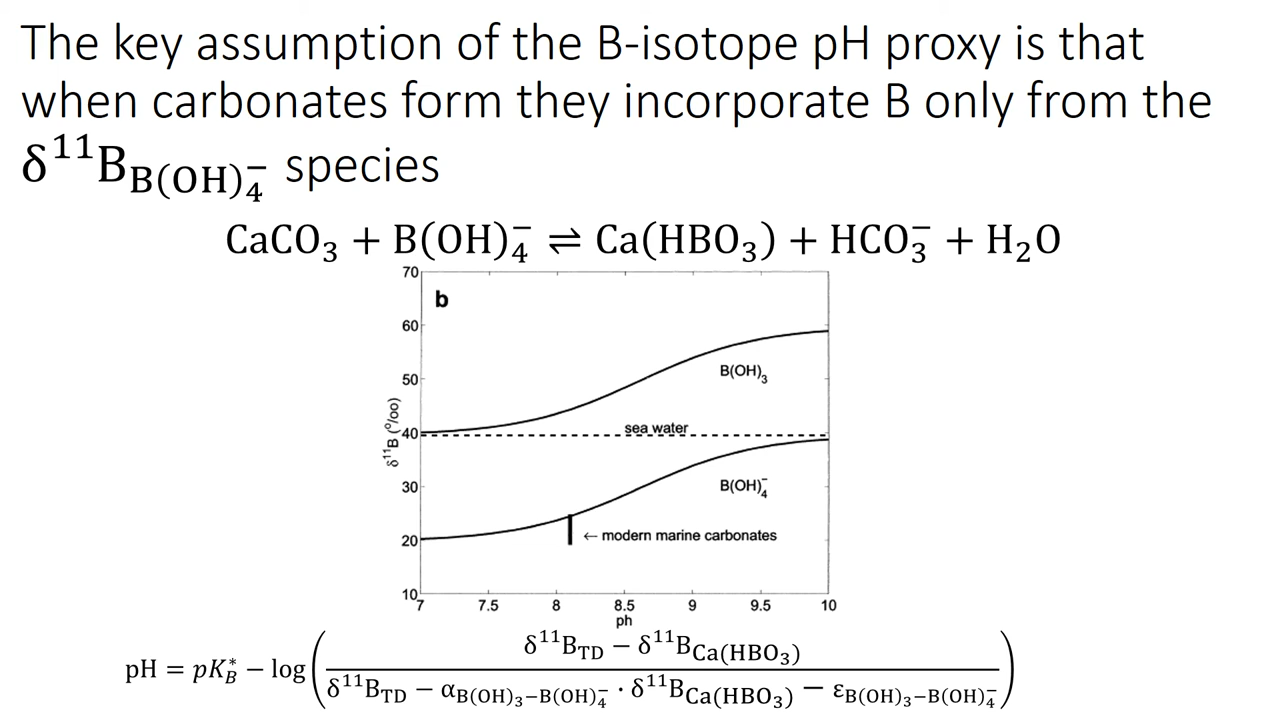 The key assumption of the B-isotope pH proxy is that
when carbonates form they incorporate B only from the
δ¹¹B_B(OH)₄⁻ species
CaCO₃ + B(OH)₄⁻ ⇌ Ca(HBO₃) + HCO₃⁻ + H₂O
b
70
60
50
40
30
20
10
δ¹¹B (⁰/oo)
B(OH)₃
sea water
B(OH)₄⁻
← modern marine carbonates
7 7.5 8 8.5 9 9.5 10
ph
pH = pK*_B − log( (δ¹¹B_TD − δ¹¹B_Ca(HBO₃)) / (δ¹¹B_TD − α_B(OH)₃−B(OH)₄⁻ · δ¹¹B_Ca(HBO₃) − ε_B(OH)₃−B(OH)₄⁻) )